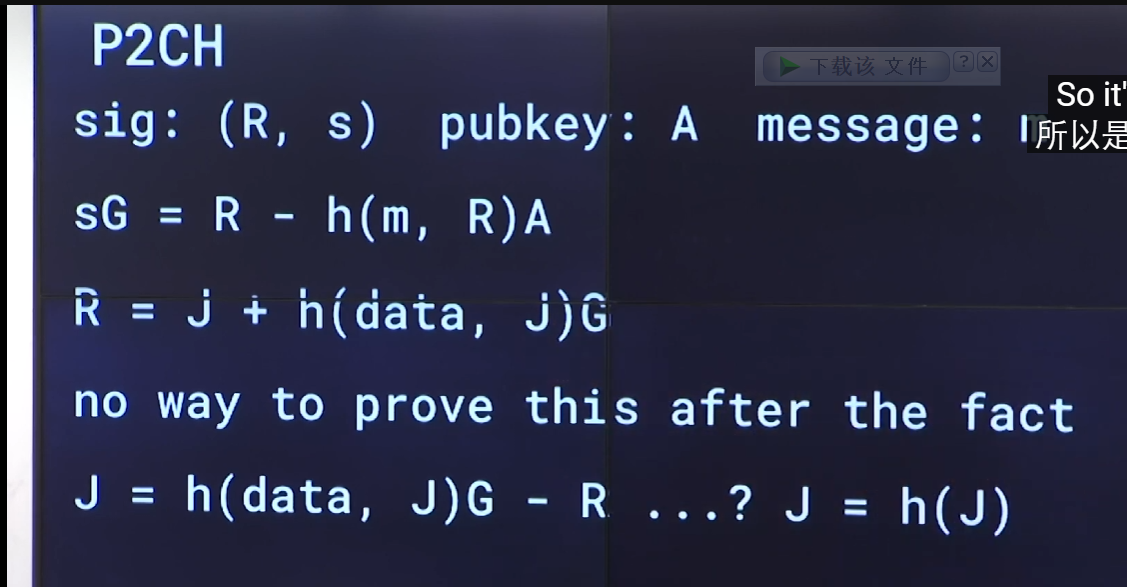 P2CH
下载该 文件 ? ×
So it'
所以是
sig: (R, s) pubkey: A message:
sG = R - h(m, R)A
R = J + h(data, J)G
no way to prove this after the fact
J = h(data, J)G - R ...? J = h(J)